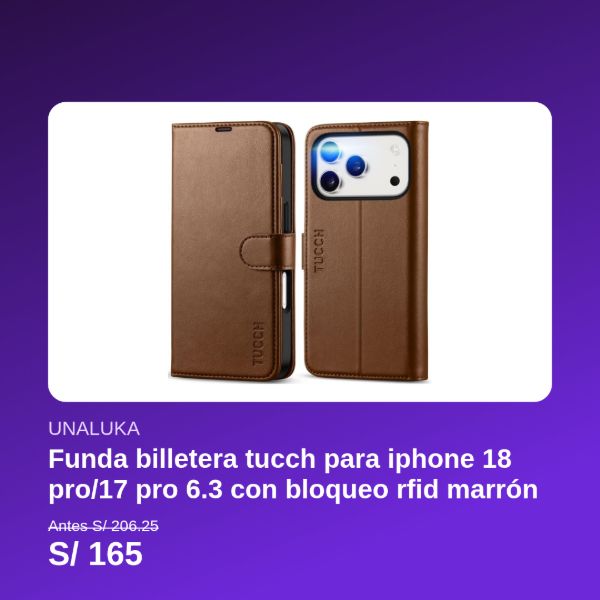 TUCCH
TUCCH
UNALUKA
Funda billetera tucch para iphone 18
pro/17 pro 6.3 con bloqueo rfid marrón
Antes S/ 206.25
S/ 165